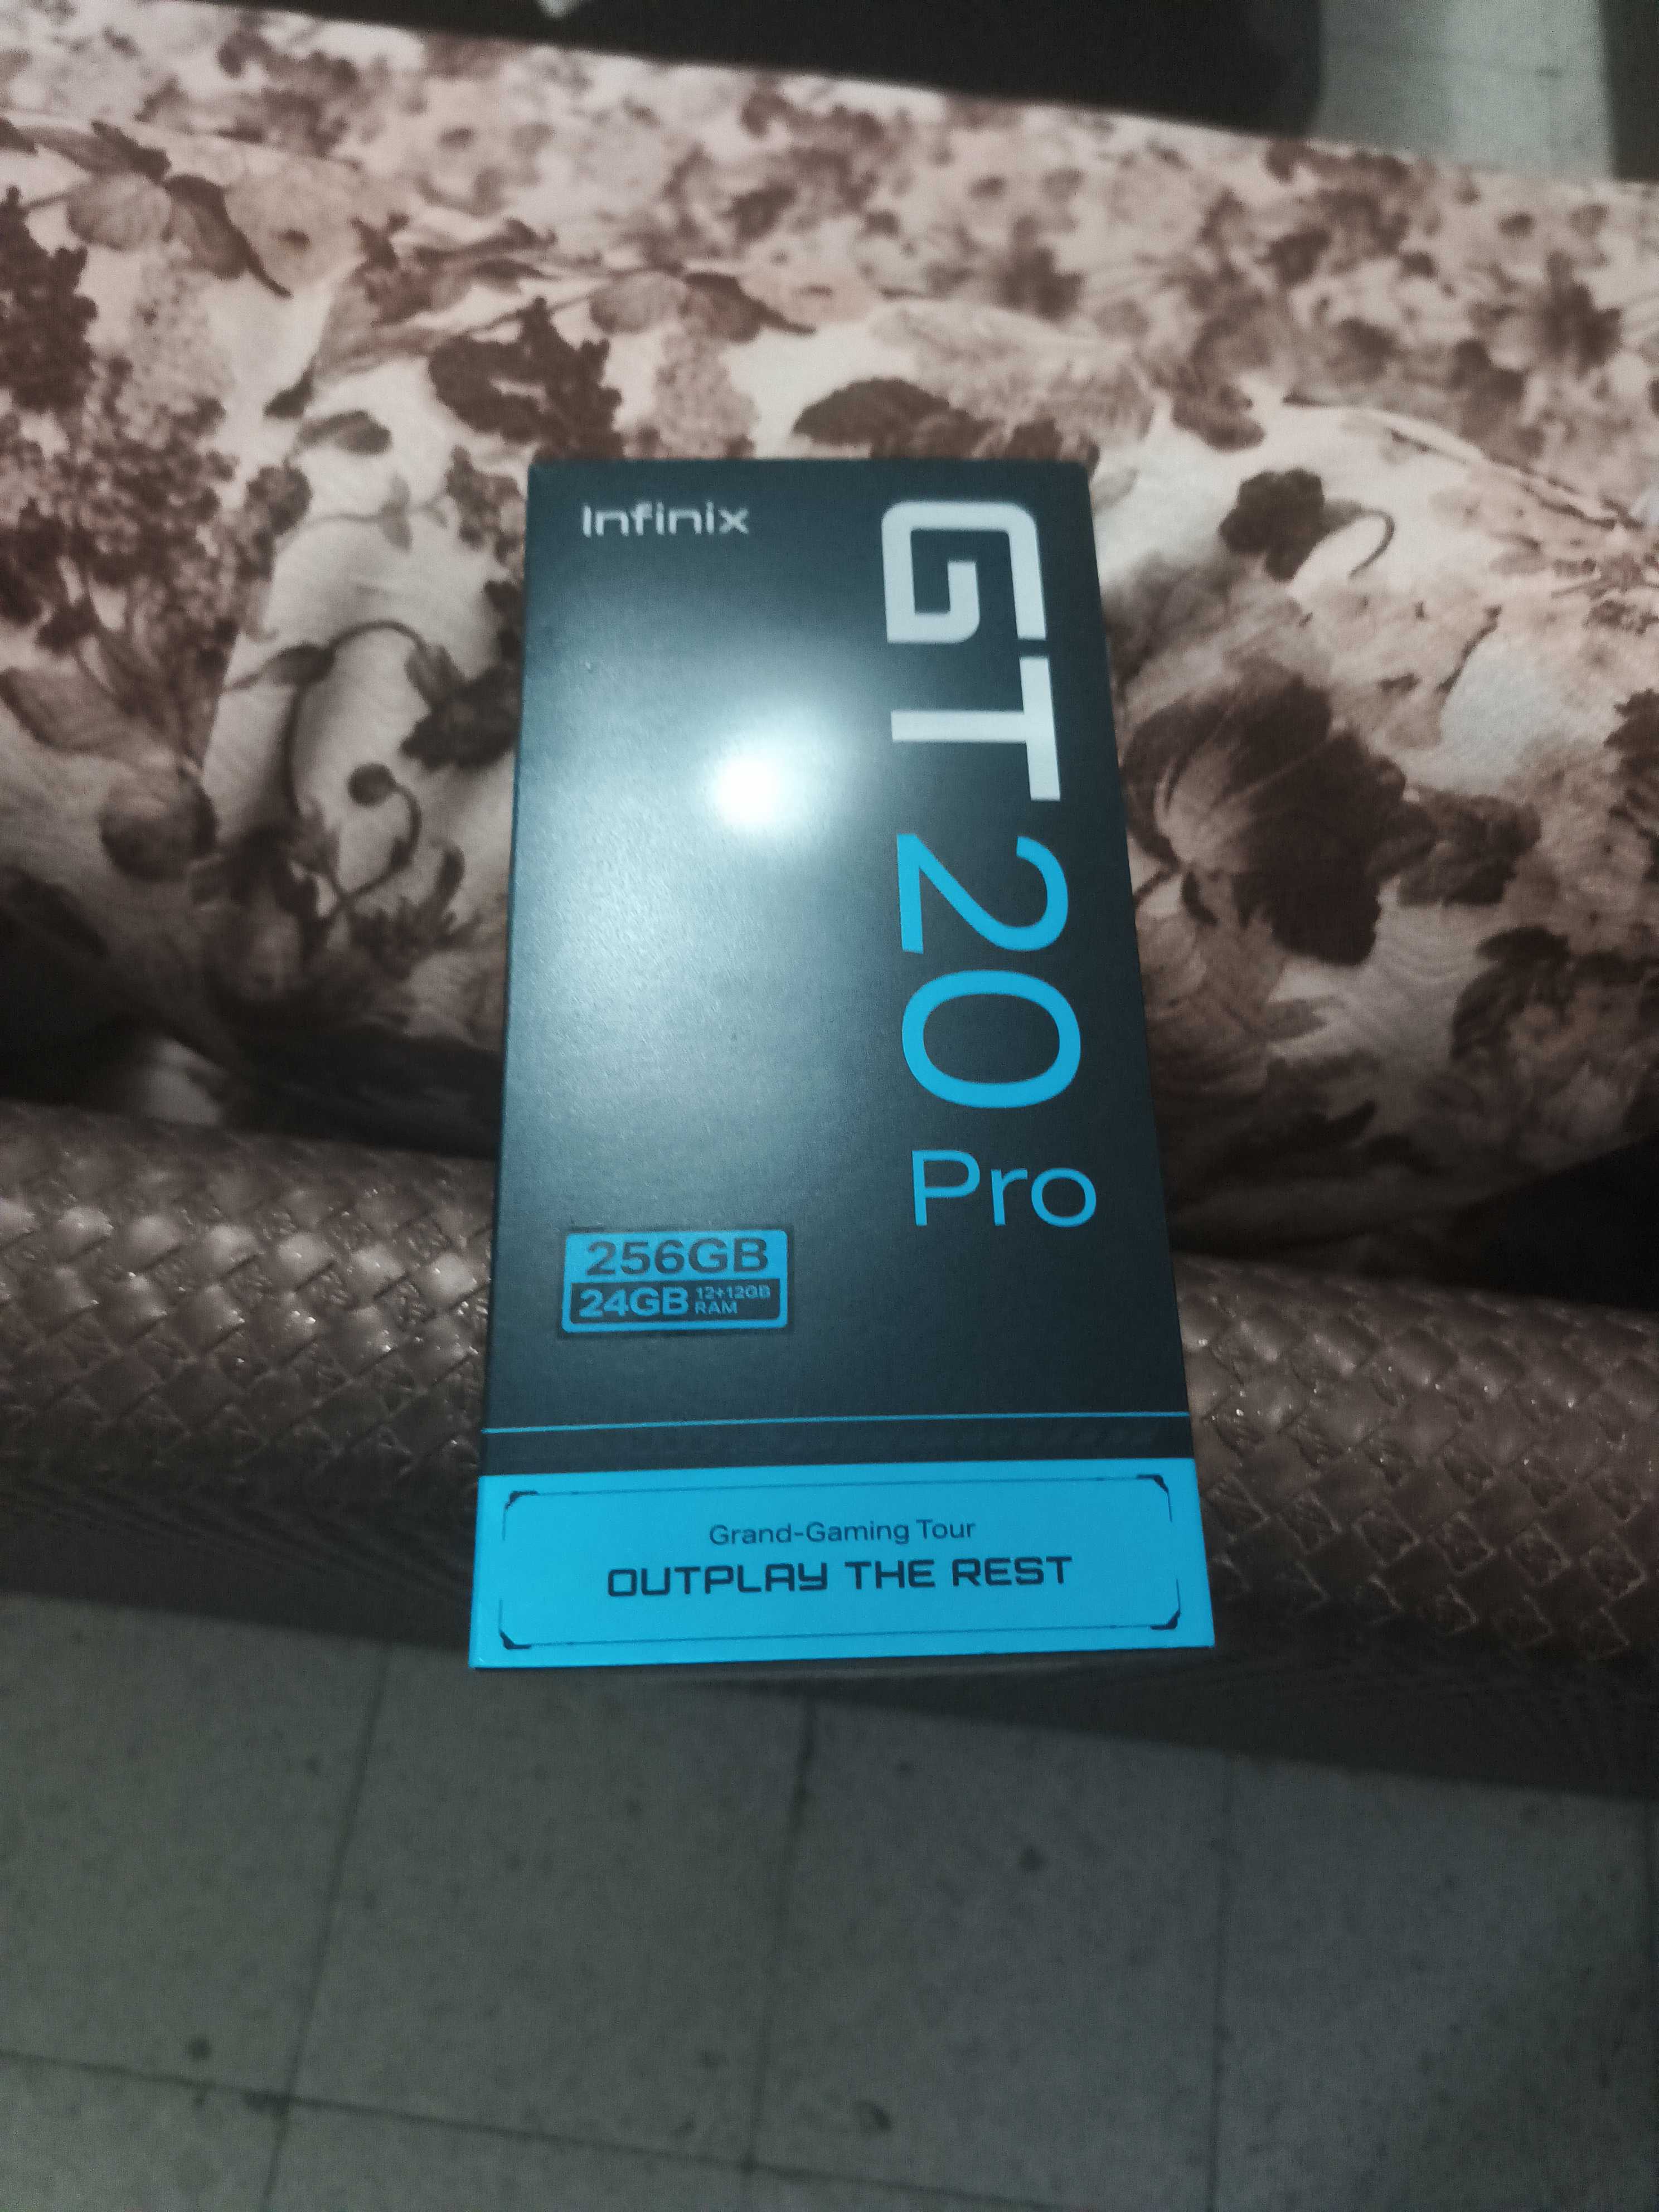 Infinix
GT 20 Pro
256GB
24GB 12+12GB
RAM
Grand-Gaming Tour
OUTPLAY THE REST